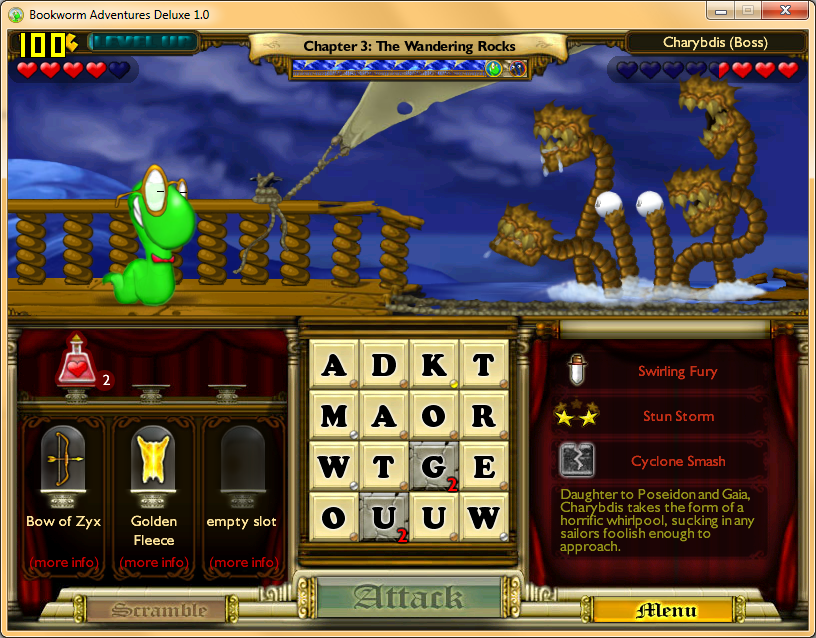 Bookworm Adventures Deluxe 1.0
100
LEVEL UP
Chapter 3: The Wandering Rocks
Charybdis (Boss)
2
Bow of Zyx
(more info)
Golden
Fleece
(more info)
empty slot
(more info)
A D K T
M A O R
W T G E
2
O U U W
2
Swirling Fury
Stun Storm
Cyclone Smash
Daughter to Poseidon and Gaia,
Charybdis takes the form of a
horrific whirlpool, sucking in any
sailors foolish enough to
approach.
Scramble
Attack
Menu